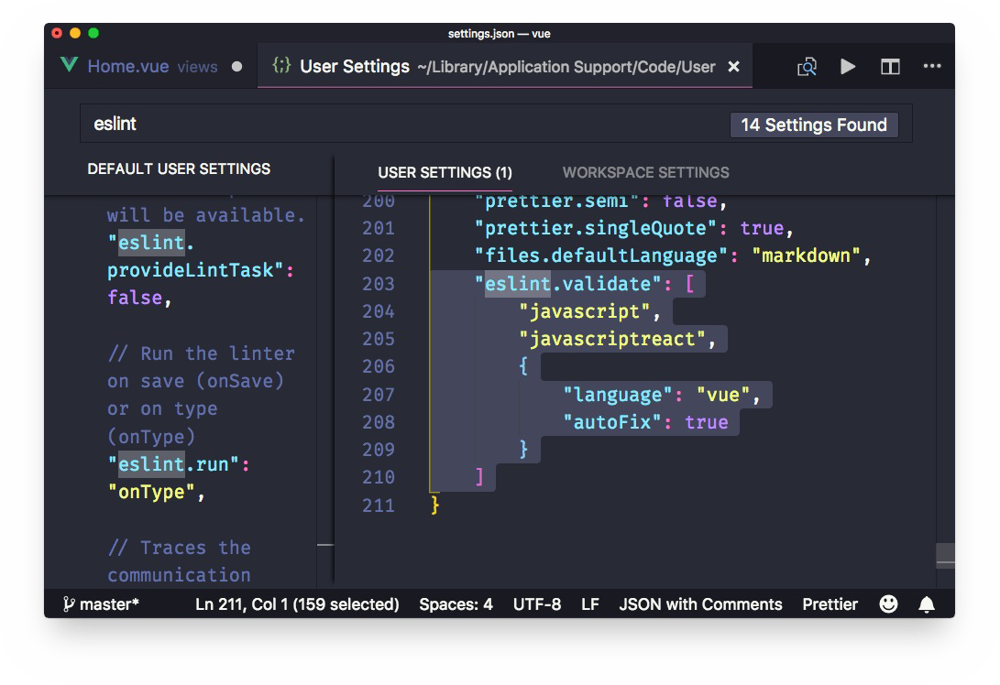 settings.json — vue
Home.vue views
User Settings ~/Library/Application Support/Code/User
eslint
14 Settings Found
DEFAULT USER SETTINGS
will be available.
"eslint.
provideLintTask":
false,
// Run the linter
on save (onSave)
or on type
(onType)
"eslint.run":
"onType",
// Traces the
communication
USER SETTINGS (1) WORKSPACE SETTINGS
200 "prettier.semi": false,
201 "prettier.singleQuote": true,
202 "files.defaultLanguage": "markdown",
203 "eslint.validate": [
204 "javascript",
205 "javascriptreact",
206 {
207 "language": "vue",
208 "autoFix": true
209 }
210 ]
211 }
master* Ln 211, Col 1 (159 selected) Spaces: 4 UTF-8 LF JSON with Comments Prettier